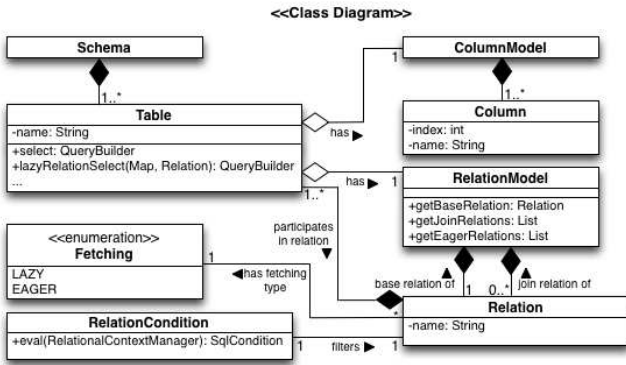 <<Class Diagram>>
Schema
1..*
Table
-name: String
+select: QueryBuilder
+lazyRelationSelect(Map, Relation): QueryBuilder
...
1..*
has ▶
1
ColumnModel
1..*
Column
-index: int
-name: String
has ▶
1
RelationModel
+getBaseRelation: Relation
+getJoinRelations: List
+getEagerRelations: List
participates
in relation
▼
<<enumeration>>
Fetching
LAZY
EAGER
1
◀has fetching
type
*
base relation of ▲
1
0..*
▲ join relation of
Relation
-name: String
RelationCondition
+eval(RelationalContextManager): SqlCondition
1
filters ▶
1